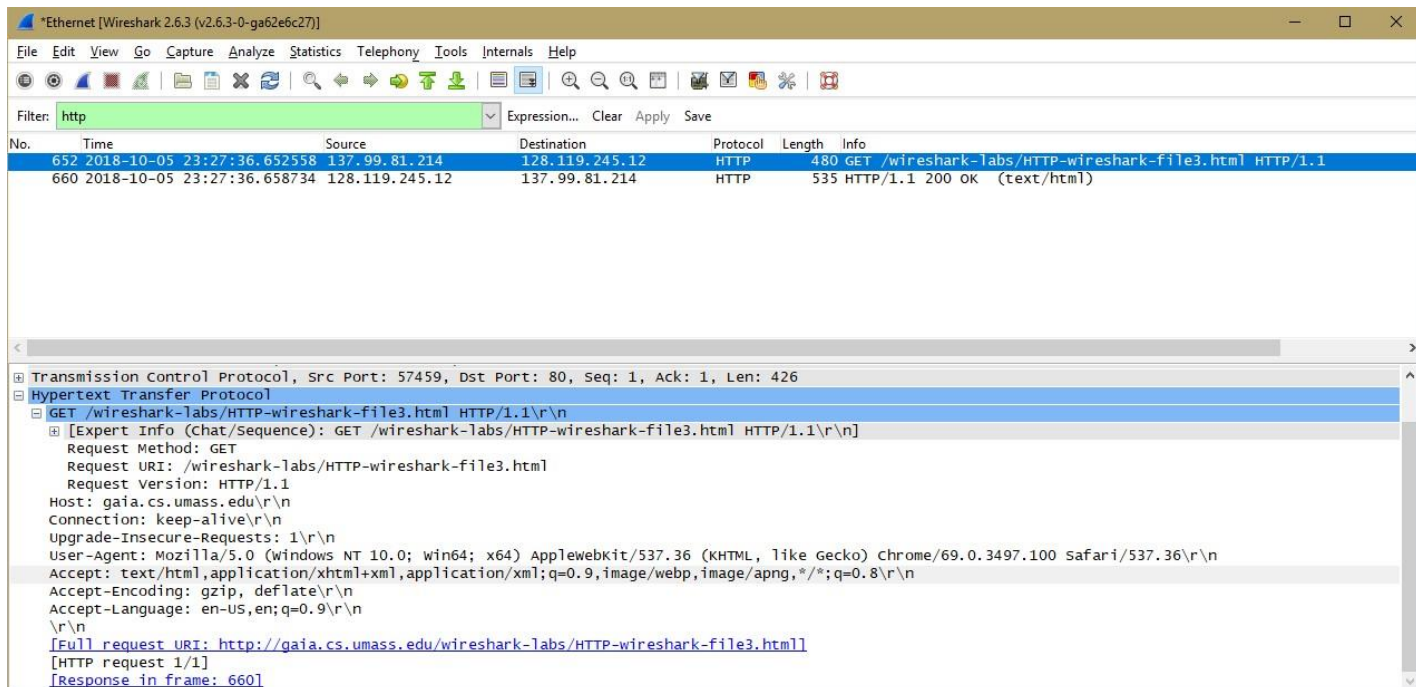 *Ethernet [Wireshark 2.6.3 (v2.6.3-0-ga62e6c27)]
File Edit View Go Capture Analyze Statistics Telephony Tools Internals Help
Filter: http Expression... Clear Apply Save
No. Time Source Destination Protocol Length Info
652 2018-10-05 23:27:36.652558 137.99.81.214 128.119.245.12 HTTP 480 GET /wireshark-labs/HTTP-wireshark-file3.html HTTP/1.1
660 2018-10-05 23:27:36.658734 128.119.245.12 137.99.81.214 HTTP 535 HTTP/1.1 200 OK (text/html)
Transmission Control Protocol, Src Port: 57459, Dst Port: 80, Seq: 1, Ack: 1, Len: 426
Hypertext Transfer Protocol
GET /wireshark-labs/HTTP-wireshark-file3.html HTTP/1.1\r\n
[Expert Info (Chat/Sequence): GET /wireshark-labs/HTTP-wireshark-file3.html HTTP/1.1\r\n]
Request Method: GET
Request URI: /wireshark-labs/HTTP-wireshark-file3.html
Request Version: HTTP/1.1
Host: gaia.cs.umass.edu\r\n
Connection: keep-alive\r\n
Upgrade-Insecure-Requests: 1\r\n
User-Agent: Mozilla/5.0 (Windows NT 10.0; Win64; x64) AppleWebKit/537.36 (KHTML, like Gecko) Chrome/69.0.3497.100 Safari/537.36\r\n
Accept: text/html,application/xhtml+xml,application/xml;q=0.9,image/webp,image/apng,*/*;q=0.8\r\n
Accept-Encoding: gzip, deflate\r\n
Accept-Language: en-US,en;q=0.9\r\n
\r\n
[Full request URI: http://gaia.cs.umass.edu/wireshark-labs/HTTP-wireshark-file3.html]
[HTTP request 1/1]
[Response in frame: 660]